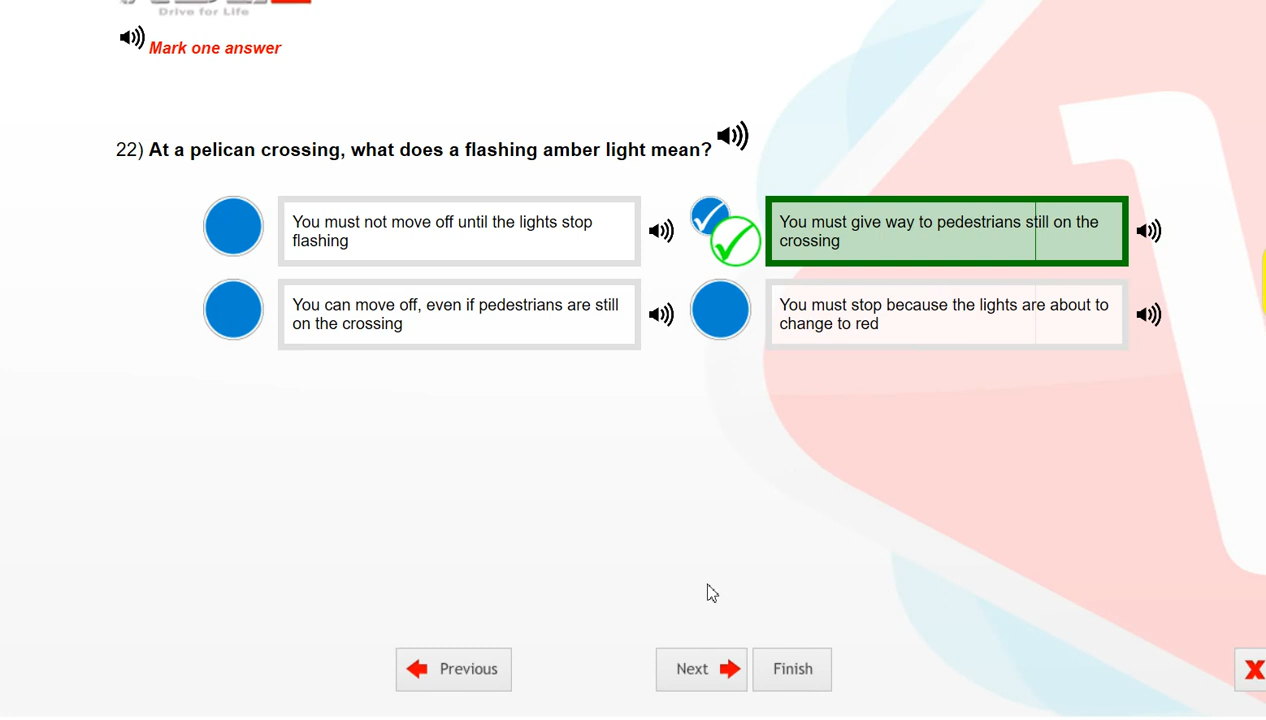 Drive for Life
Mark one answer
22) At a pelican crossing, what does a flashing amber light mean?
You must not move off until the lights stop
flashing
You must give way to pedestrians still on the
crossing
You can move off, even if pedestrians are still
on the crossing
You must stop because the lights are about to
change to red
Previous
Next
Finish
X